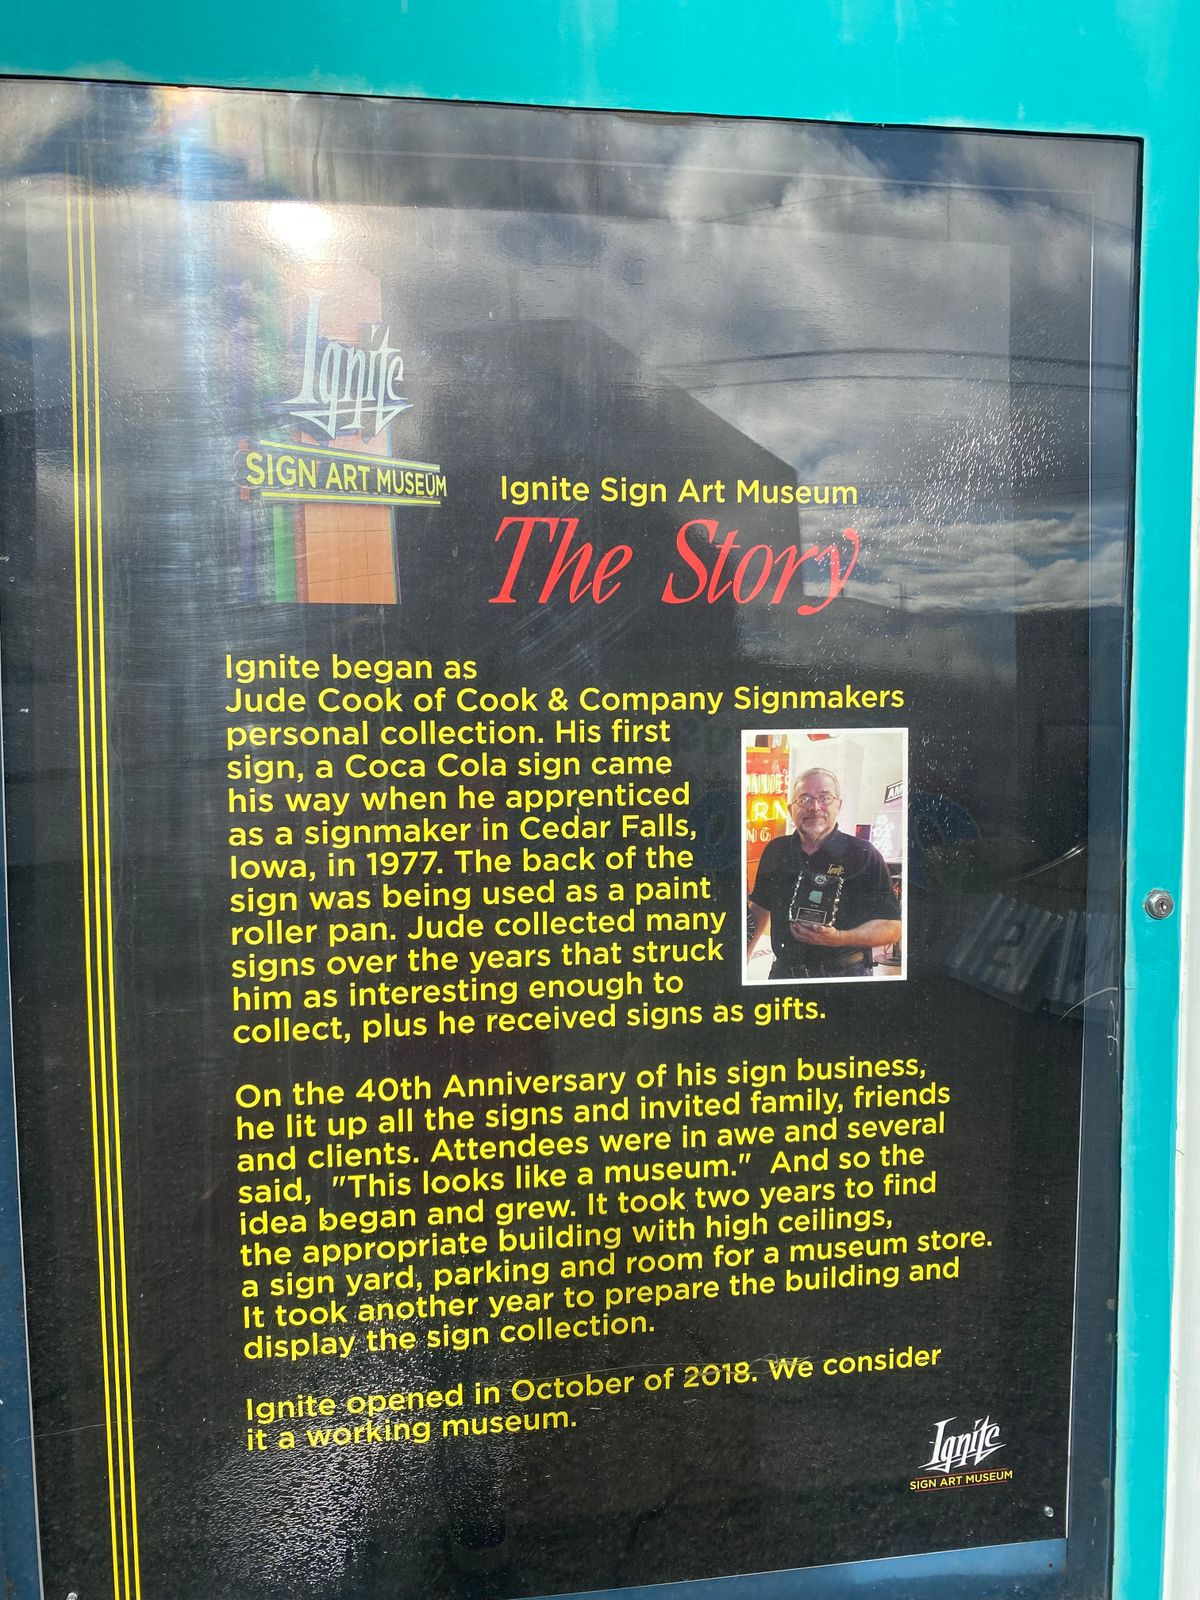 Ignite
SIGN ART MUSEUM
Ignite Sign Art Museum
The Story
Ignite began as
Jude Cook of Cook & Company Signmakers
personal collection. His first
sign, a Coca Cola sign came
his way when he apprenticed
as a signmaker in Cedar Falls,
Iowa, in 1977. The back of the
sign was being used as a paint
roller pan. Jude collected many
signs over the years that struck
him as interesting enough to
collect, plus he received signs as gifts.
On the 40th Anniversary of his sign business,
he lit up all the signs and invited family, friends
and clients. Attendees were in awe and several
said, "This looks like a museum." And so the
idea began and grew. It took two years to find
the appropriate building with high ceilings,
a sign yard, parking and room for a museum store.
It took another year to prepare the building and
display the sign collection.
Ignite opened in October of 2018. We consider
it a working museum.
Ignite
SIGN ART MUSEUM